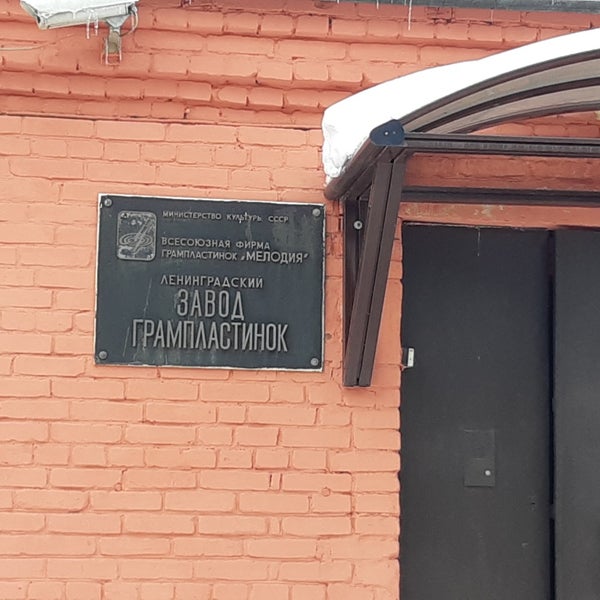 МИНИСТЕРСТВО КУЛЬТУРЫ СССР
ВСЕСОЮЗНАЯ ФИРМА
ГРАМПЛАСТИНОК „МЕЛОДИЯ"
ЛЕНИНГРАДСКИЙ
ЗАВОД
ГРАМПЛАСТИНОК